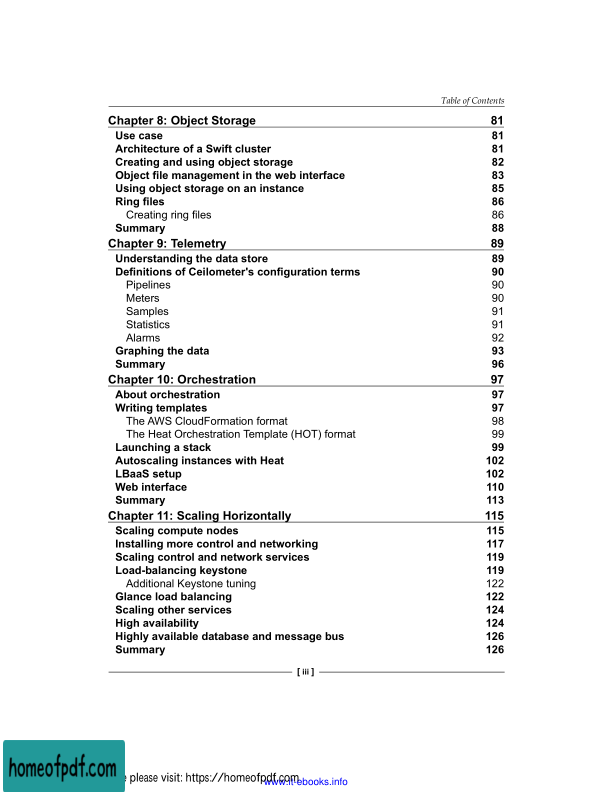 Table of Contents
Chapter 8: Object Storage 81
Use case 81
Architecture of a Swift cluster 81
Creating and using object storage 82
Object file management in the web interface 83
Using object storage on an instance 85
Ring files 86
Creating ring files 86
Summary 88
Chapter 9: Telemetry 89
Understanding the data store 89
Definitions of Ceilometer's configuration terms 90
Pipelines 90
Meters 90
Samples 91
Statistics 91
Alarms 92
Graphing the data 93
Summary 96
Chapter 10: Orchestration 97
About orchestration 97
Writing templates 97
The AWS CloudFormation format 98
The Heat Orchestration Template (HOT) format 99
Launching a stack 99
Autoscaling instances with Heat 102
LBaaS setup 102
Web interface 110
Summary 113
Chapter 11: Scaling Horizontally 115
Scaling compute nodes 115
Installing more control and networking 117
Scaling control and network services 119
Load-balancing keystone 119
Additional Keystone tuning 122
Glance load balancing 122
Scaling other services 124
High availability 124
Highly available database and message bus 126
Summary 126
[ iii ]
homeofpdf.com
please visit: https://homeofpdf.com
www.it-ebooks.info